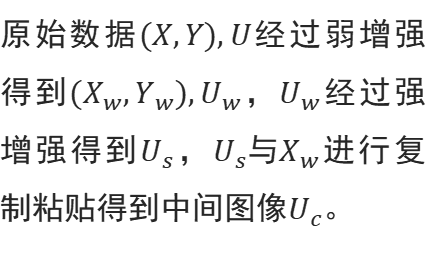 原始数据(X, Y), U经过弱增强
得到(X_w, Y_w), U_w，U_w经过强
增强得到U_s，U_s与X_w进行复
制粘贴得到中间图像U_c。